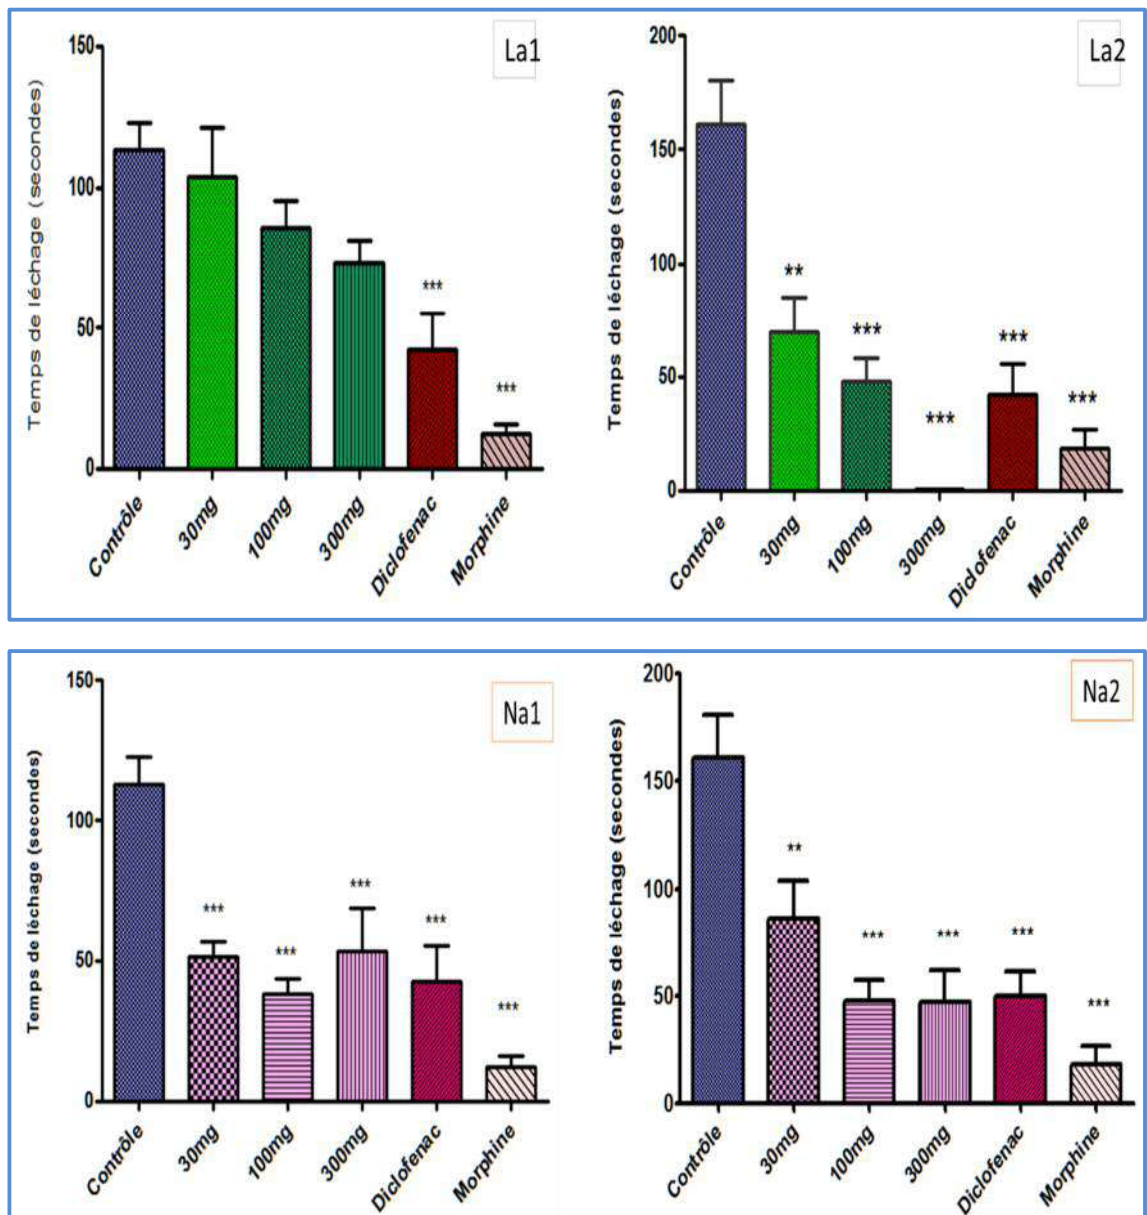 La1
Temps de léchage (secondes)
150
100
50
0
***
***
Contrôle
30mg
100mg
300mg
Diclofenac
Morphine
La2
Temps de léchage (secondes)
200
150
100
50
0
**
***
***
***
***
Contrôle
30mg
100mg
300mg
Diclofenac
Morphine
Na1
Temps de léchage (secondes)
150
100
50
0
***
***
***
***
***
Contrôle
30mg
100mg
300mg
Diclofenac
Morphine
Na2
Temps de léchage (secondes)
200
150
100
50
0
**
***
***
***
***
Contrôle
30mg
100mg
300mg
Diclofenac
Morphine